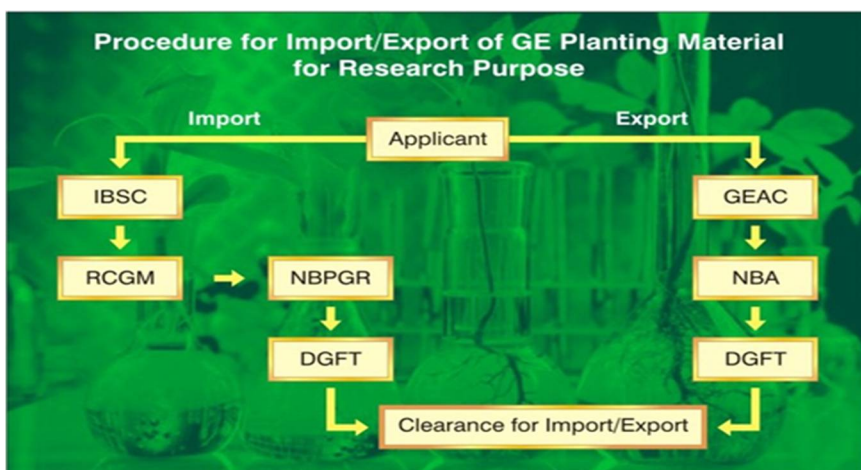 Procedure for Import/Export of GE Planting Material
for Research Purpose
Import
Applicant
Export
IBSC
GEAC
RCGM
NBPGR
NBA
DGFT
DGFT
Clearance for Import/Export